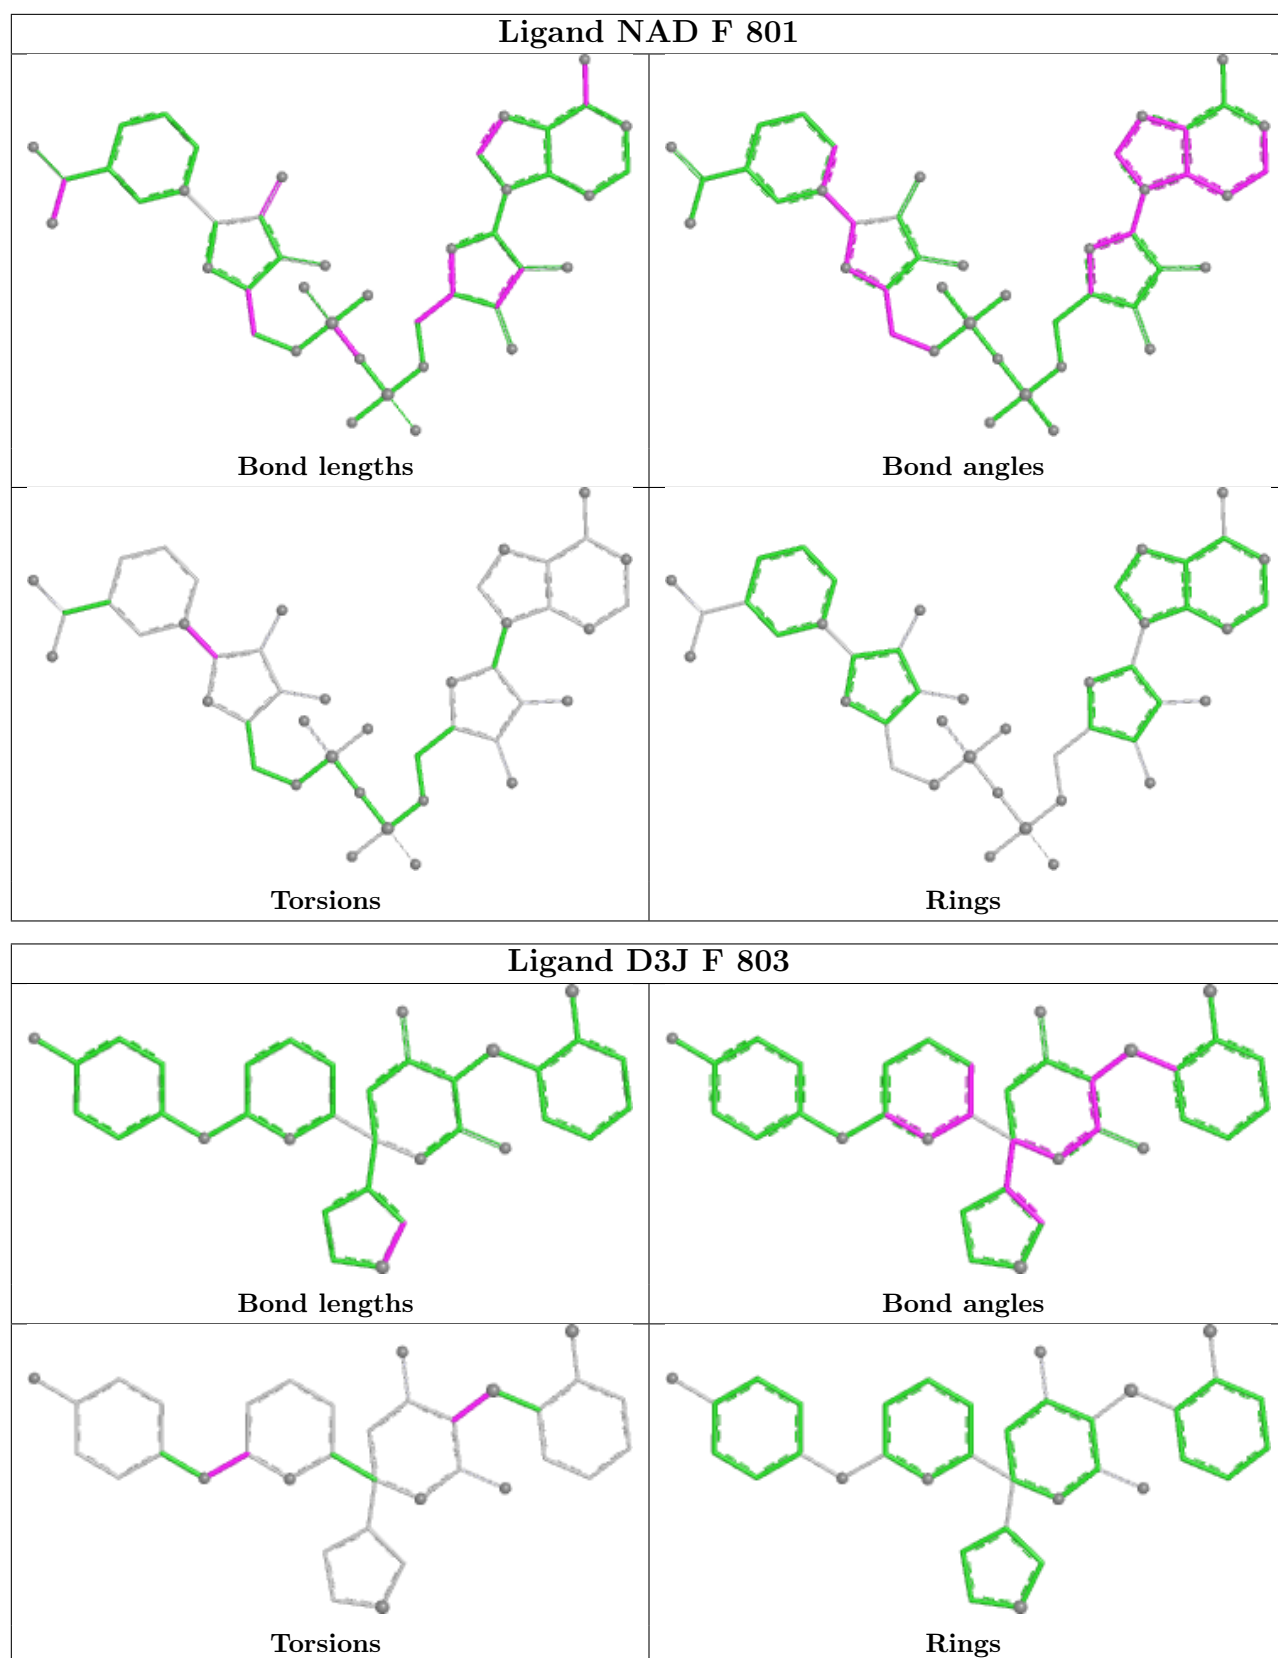 Ligand NAD F 801
Bond lengths
Bond angles
Torsions
Rings
Ligand D3J F 803
Bond lengths
Bond angles
Torsions
Rings